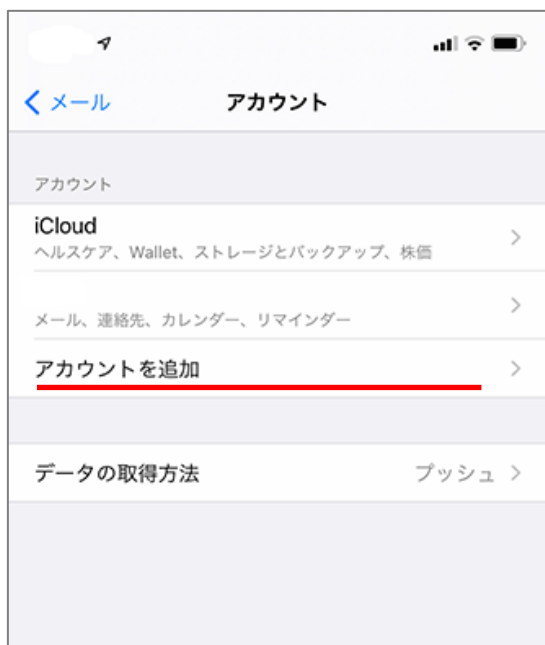 メール
アカウント
アカウント
iCloud
ヘルスケア、Wallet、ストレージとバックアップ、株価
メール、連絡先、カレンダー、リマインダー
アカウントを追加
データの取得方法 プッシュ